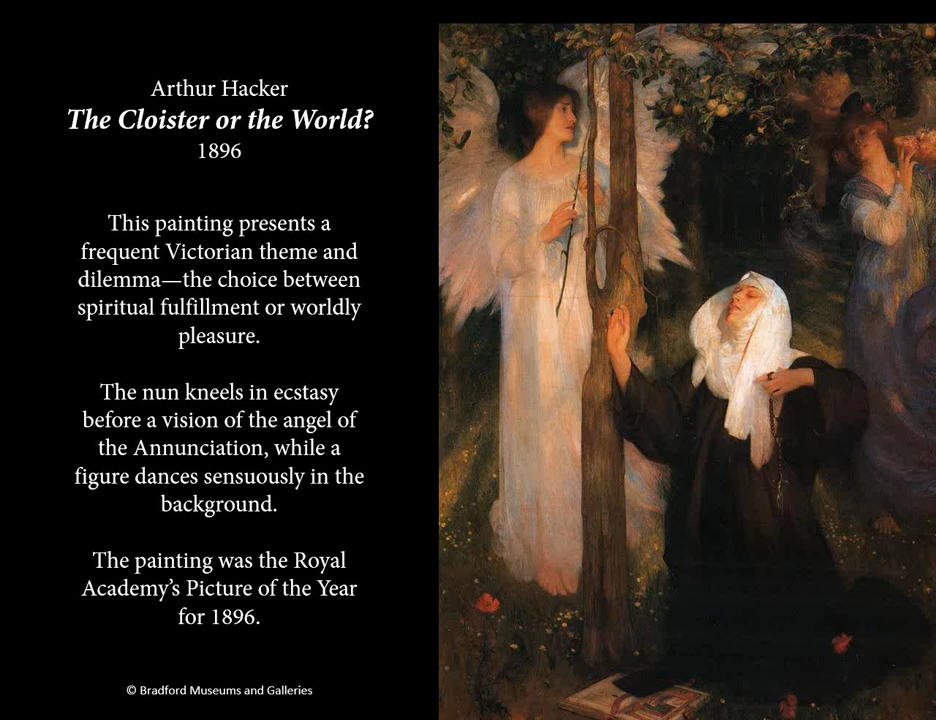 Arthur Hacker
The Cloister or the World?
1896
This painting presents a
frequent Victorian theme and
dilemma—the choice between
spiritual fulfillment or worldly
pleasure.
The nun kneels in ecstasy
before a vision of the angel of
the Annunciation, while a
figure dances sensuously in the
background.
The painting was the Royal
Academy’s Picture of the Year
for 1896.
© Bradford Museums and Galleries